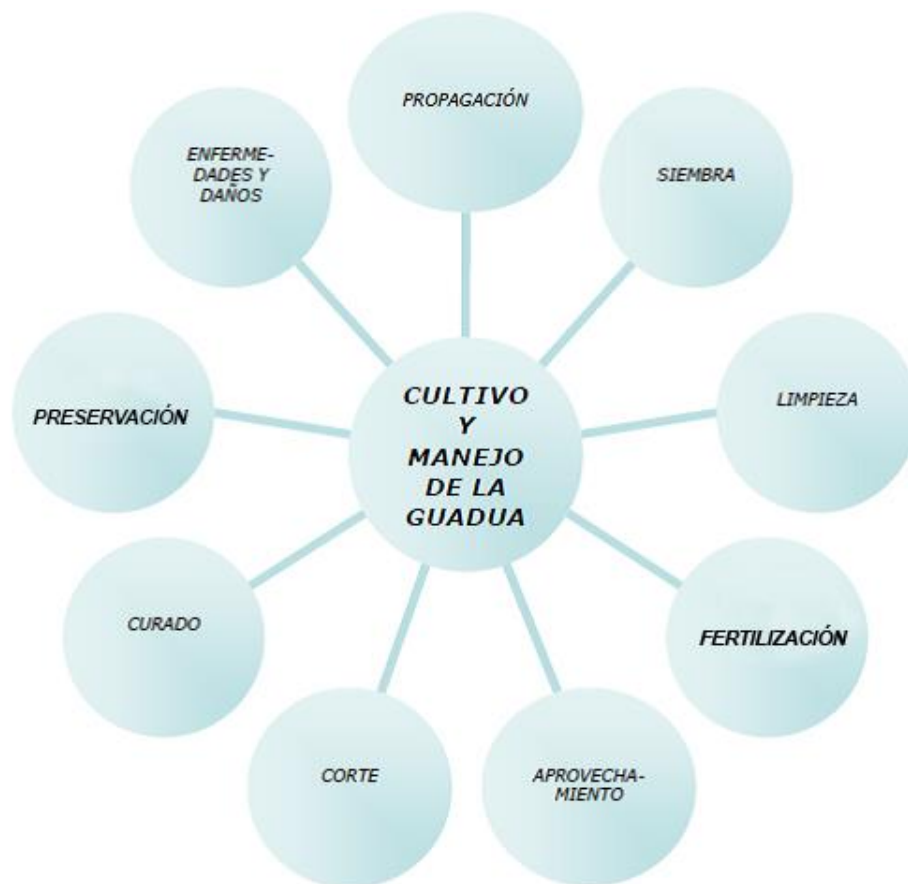 PROPAGACIÓN
SIEMBRA
LIMPIEZA
FERTILIZACIÓN
APROVECHA-
MIENTO
CORTE
CURADO
PRESERVACIÓN
ENFERME-
DADES Y
DAÑOS
CULTIVO
Y
MANEJO
DE LA
GUADUA